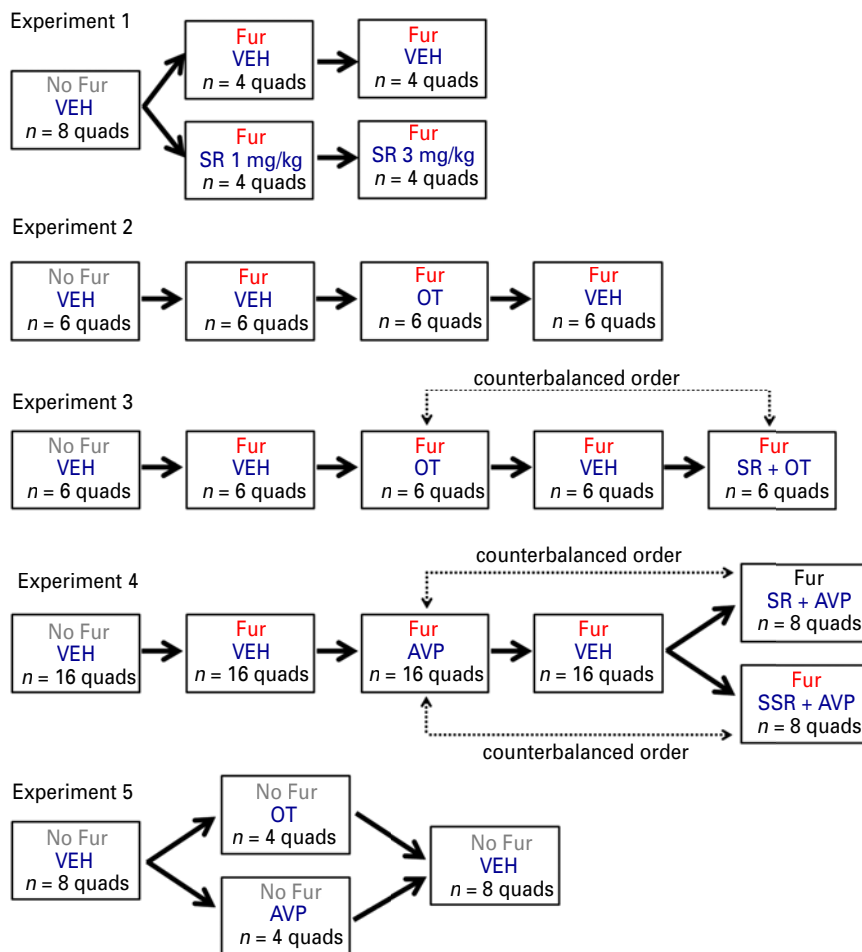 Experiment 1
No Fur
VEH
n = 8 quads
Fur
VEH
n = 4 quads
Fur
VEH
n = 4 quads
Fur
SR 1 mg/kg
n = 4 quads
Fur
SR 3 mg/kg
n = 4 quads
Experiment 2
No Fur
VEH
n = 6 quads
Fur
VEH
n = 6 quads
Fur
OT
n = 6 quads
Fur
VEH
n = 6 quads
Experiment 3
counterbalanced order
No Fur
VEH
n = 6 quads
Fur
VEH
n = 6 quads
Fur
OT
n = 6 quads
Fur
VEH
n = 6 quads
Fur
SR + OT
n = 6 quads
Experiment 4
counterbalanced order
No Fur
VEH
n = 16 quads
Fur
VEH
n = 16 quads
Fur
AVP
n = 16 quads
Fur
VEH
n = 16 quads
Fur
SR + AVP
n = 8 quads
Fur
SSR + AVP
n = 8 quads
counterbalanced order
Experiment 5
No Fur
VEH
n = 8 quads
No Fur
OT
n = 4 quads
No Fur
AVP
n = 4 quads
No Fur
VEH
n = 8 quads